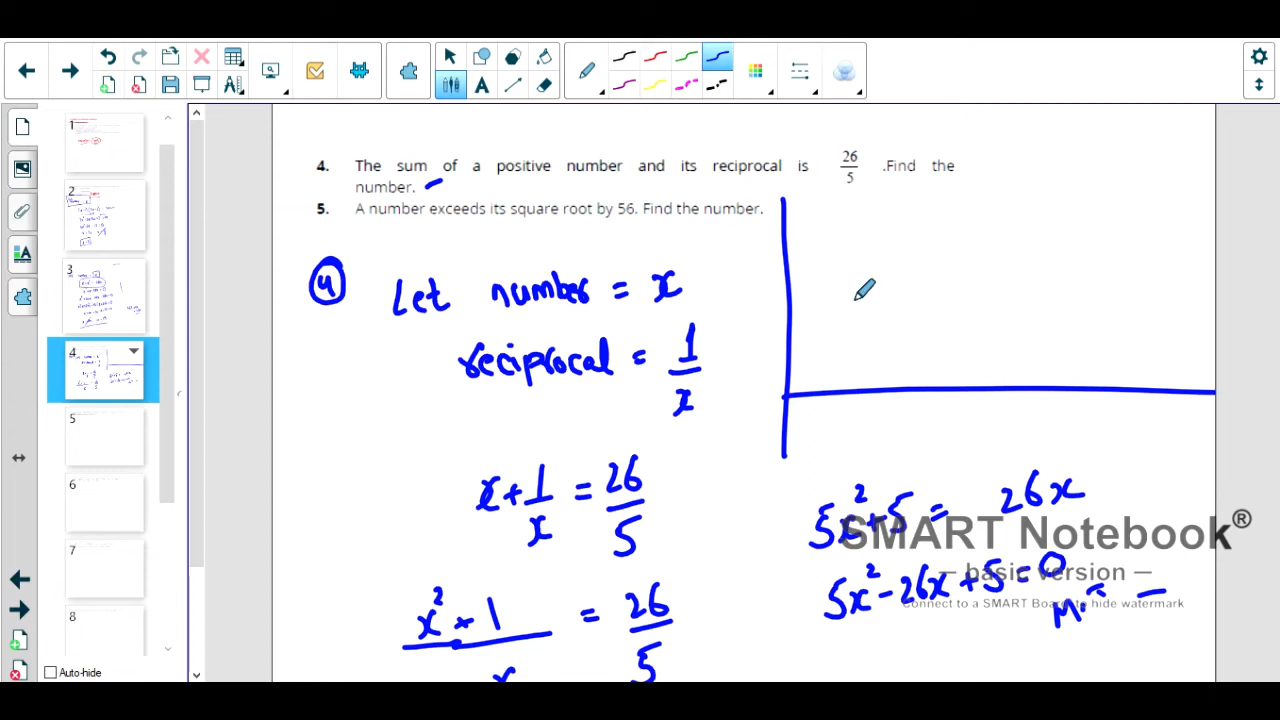 4. The sum of a positive number and its reciprocal is 26/5 .Find the
number.
5. A number exceeds its square root by 56. Find the number.
4 Let number = x
reciprocal = 1/x
x + 1/x = 26/5
x² + 1 / x = 26/5
5x² + 5 = 26x
5x² - 26x + 5 = 0
SMART Notebook®
— basic version —
Connect to a SMART Board to hide watermark
1
2
3
4
5
6
7
8
Auto-hide